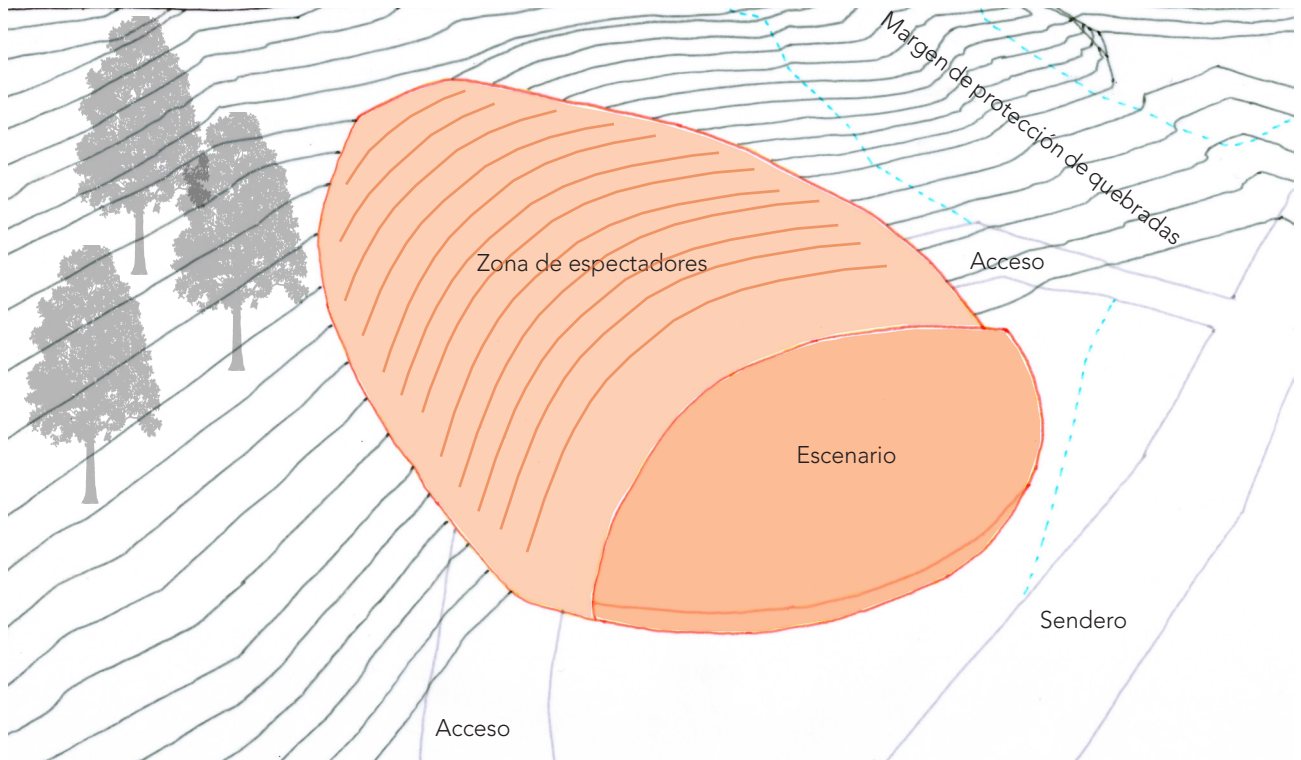 Margen de protección de quebradas
Zona de espectadores
Acceso
Escenario
Sendero
Acceso